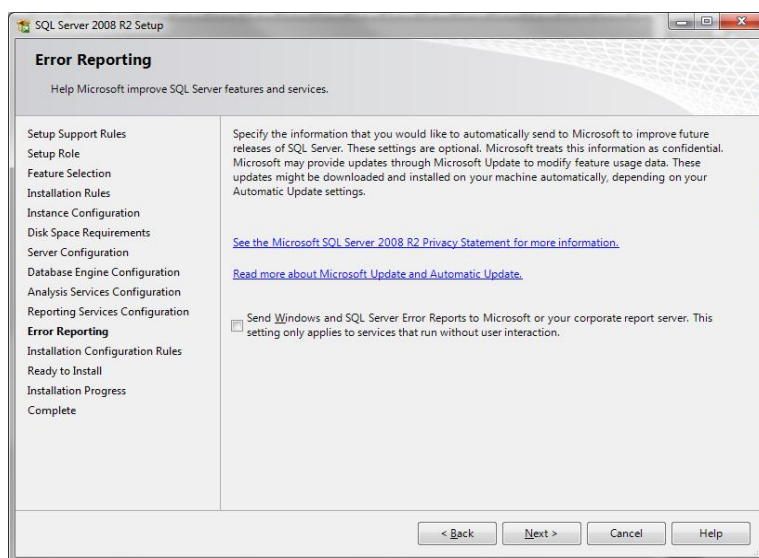 SQL Server 2008 R2 Setup
Error Reporting
Help Microsoft improve SQL Server features and services.
Setup Support Rules
Setup Role
Feature Selection
Installation Rules
Instance Configuration
Disk Space Requirements
Server Configuration
Database Engine Configuration
Analysis Services Configuration
Reporting Services Configuration
Error Reporting
Installation Configuration Rules
Ready to Install
Installation Progress
Complete
Specify the information that you would like to automatically send to Microsoft to improve future
releases of SQL Server. These settings are optional. Microsoft treats this information as confidential.
Microsoft may provide updates through Microsoft Update to modify feature usage data. These
updates might be downloaded and installed on your machine automatically, depending on your
Automatic Update settings.
See the Microsoft SQL Server 2008 R2 Privacy Statement for more information.
Read more about Microsoft Update and Automatic Update.
Send Windows and SQL Server Error Reports to Microsoft or your corporate report server. This
setting only applies to services that run without user interaction.
< Back
Next >
Cancel
Help